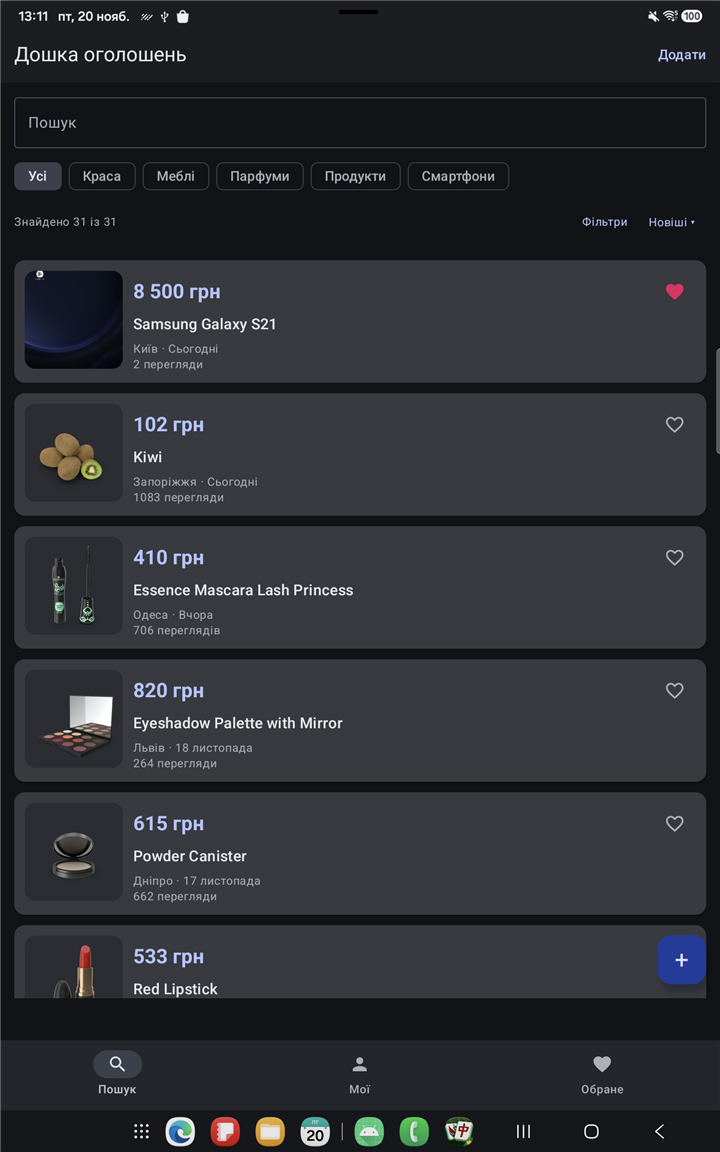 13:11 пт, 20 нояб. 100
Дошка оголошень Додати
Пошук
Усі Краса Меблі Парфуми Продукти Смартфони
Знайдено 31 із 31 Фільтри Новіші ▾
8 500 грн
Samsung Galaxy S21
Київ · Сьогодні
2 перегляди
102 грн
Kiwi
Запоріжжя · Сьогодні
1083 перегляди
410 грн
Essence Mascara Lash Princess
Одеса · Вчора
706 переглядів
820 грн
Eyeshadow Palette with Mirror
Львів · 18 листопада
264 перегляди
615 грн
Powder Canister
Дніпро · 17 листопада
662 перегляди
533 грн
Red Lipstick
+
Пошук Мої Обране
ПТ
20
中